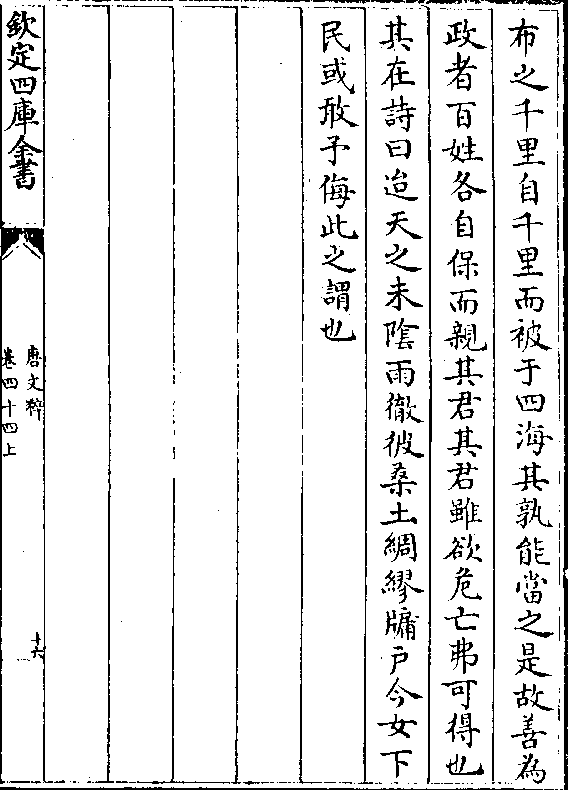 布之千里自千里而被于四海其孰能當之是故善為
政者百姓各自保而親其君其君雖欲危亡弗可得也
其在詩曰迨天之未陰雨徹彼桑土綢繆牖户今女下
民或敢予侮此之謂也
欽定四庫全書
唐文粹
卷四十四上
十六